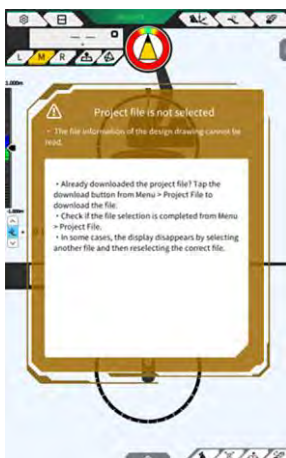 L M R
1.000m
Project file is not selected
・The file information of the design drawing cannot be
read.
・Already downloaded the project file? Tap the
download button from Menu > Project File to
download the file.
・Check if the file selection is completed from Menu
> Project File.
・In some cases, the display disappears by selecting
another file and then reselecting the correct file.
-1.000m